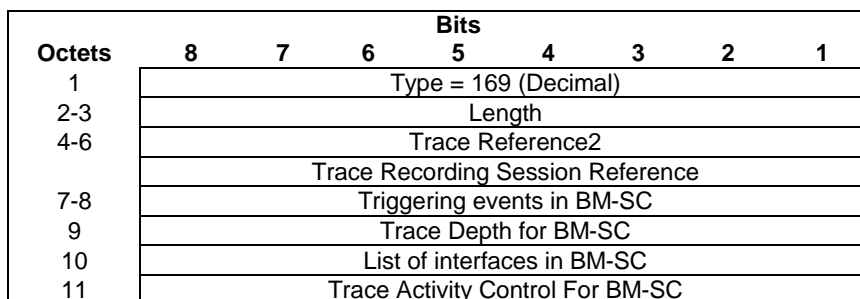 Bits
Octets 8 7 6 5 4 3 2 1
1 Type = 169 (Decimal)
2-3 Length
4-6 Trace Reference2
Trace Recording Session Reference
7-8 Triggering events in BM-SC
9 Trace Depth for BM-SC
10 List of interfaces in BM-SC
11 Trace Activity Control For BM-SC